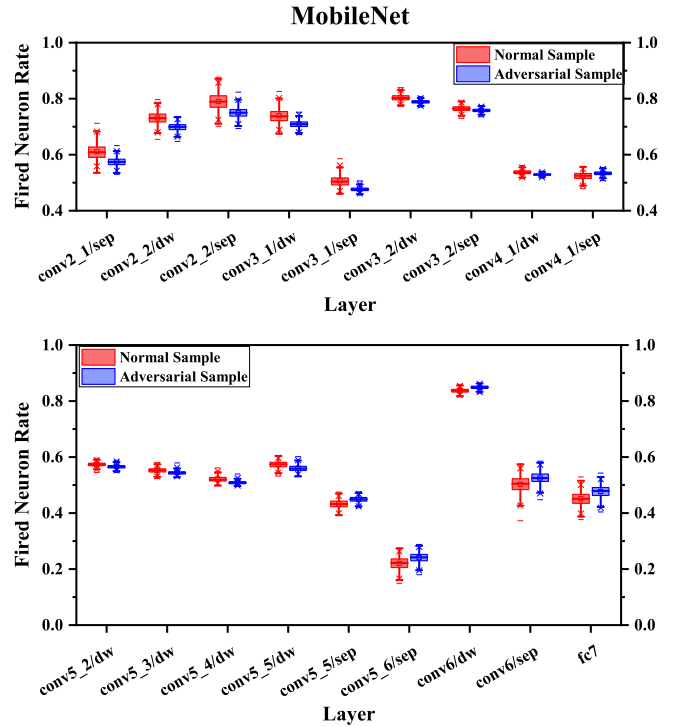 MobileNet
Fired Neuron Rate
1.0
0.8
0.6
0.4
1.0
0.8
0.6
0.4
Normal Sample
Adversarial Sample
conv2_1/sep
conv2_2/dw
conv2_2/sep
conv3_1/dw
conv3_1/sep
conv3_2/dw
conv3_2/sep
conv4_1/dw
conv4_1/sep
Layer
Fired Neuron Rate
1.0
0.8
0.6
0.4
0.2
0.0
1.0
0.8
0.6
0.4
0.2
0.0
Normal Sample
Adversarial Sample
conv5_2/dw
conv5_3/dw
conv5_4/dw
conv5_5/dw
conv5_5/sep
conv5_6/sep
conv6/dw
conv6/sep
fc7
Layer